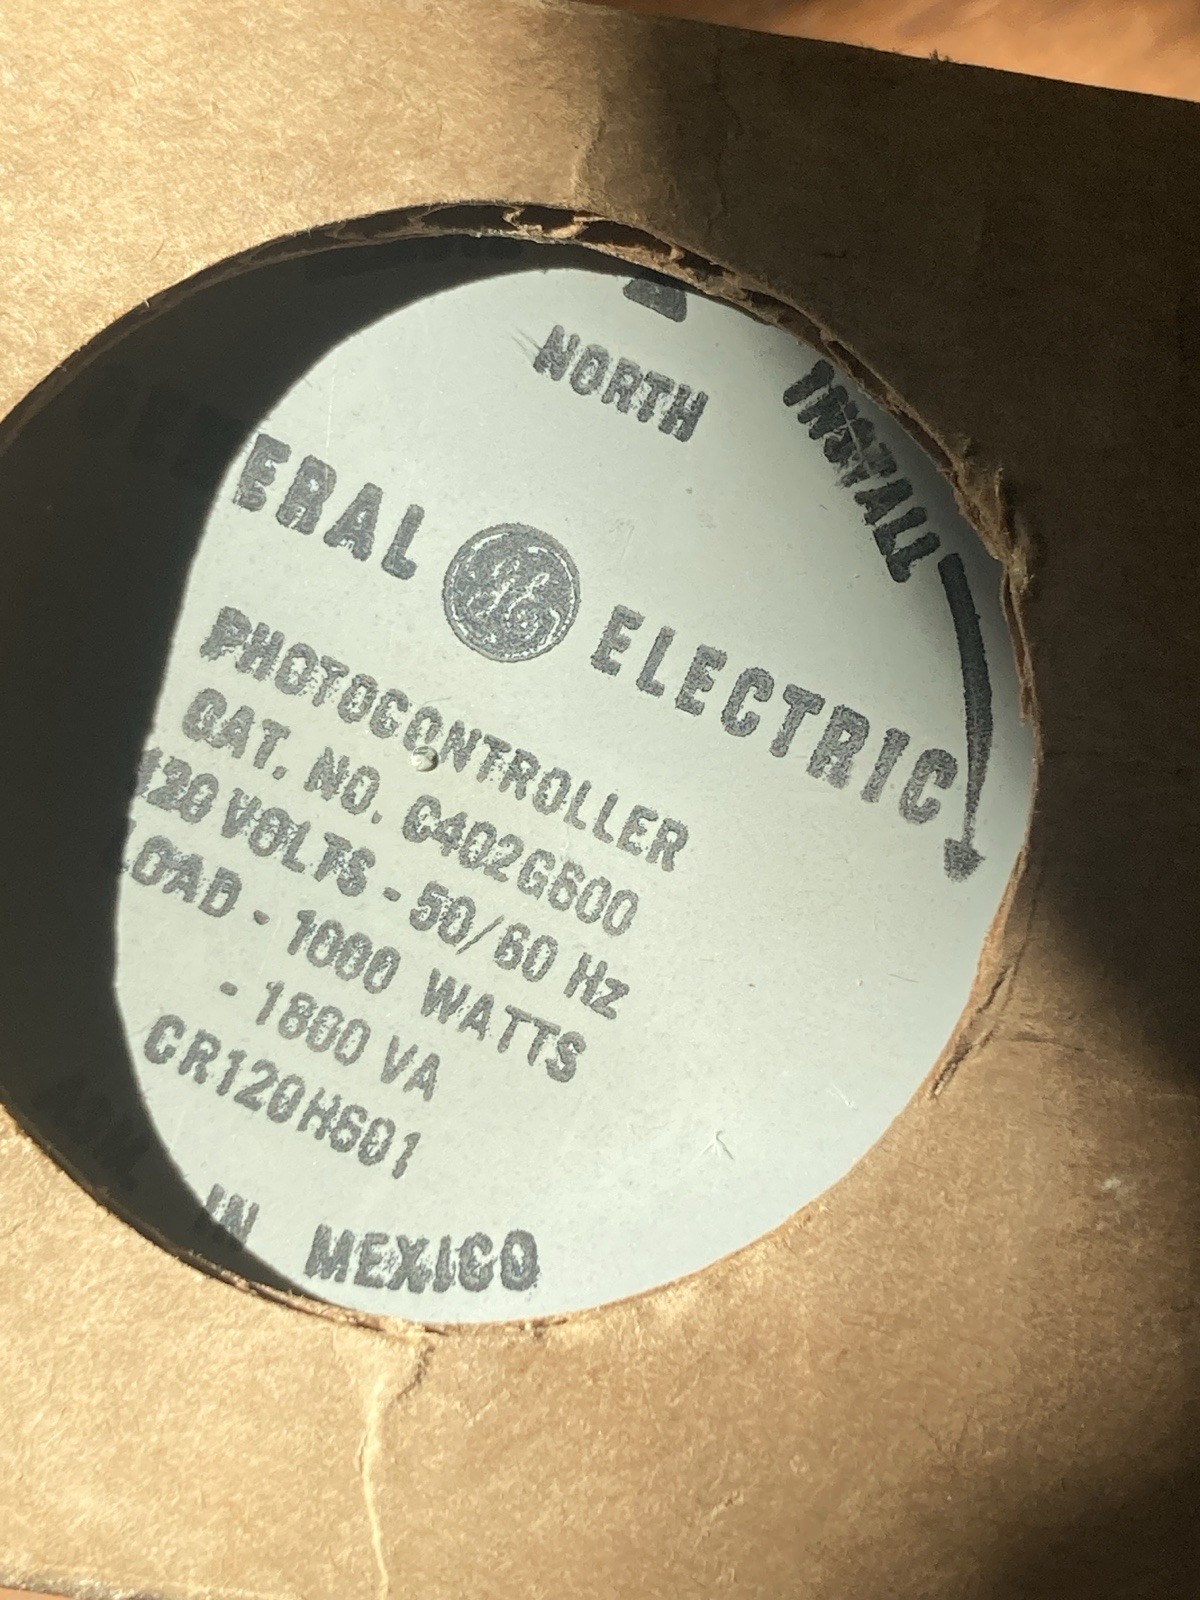 NORTH
INSTALL
ERAL GE ELECTRIC
PHOTOCONTROLLER
CAT. NO. C402G600
120 VOLTS - 50/60 Hz
LOAD - 1000 WATTS
- 1800 VA
CR120H601
IN MEXICO